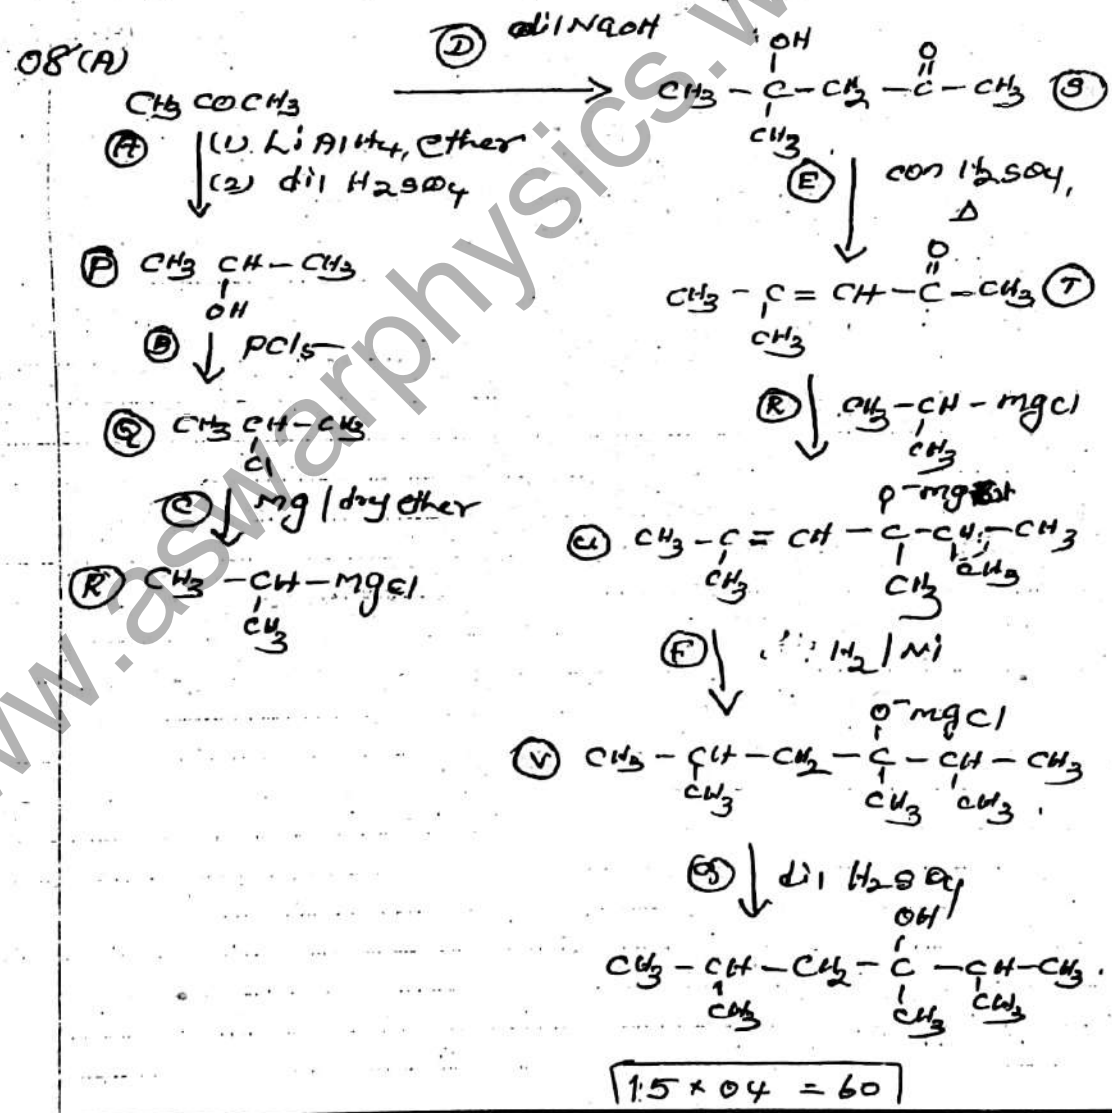 08 (A)
CH3COCH3
Ⓓ dil NaOH
OH O
CH3 - C - CH2 - C - CH3 Ⓢ
CH3
Ⓐ (1). LiAlH4, ether
(2) dil H2SO4
Ⓟ CH3 CH - CH3
OH
Ⓑ PCl5
Ⓠ CH3 CH - CH3
Cl
Ⓒ Mg / dry ether
Ⓡ CH3 - CH - MgCl
CH3
Ⓔ con H2SO4,
Δ
O
CH3 - C = CH - C - CH3 Ⓣ
CH3
Ⓡ CH3 - CH - MgCl
CH3
CH3 - C = CH - C - CH - CH3
CH3 CH3 CH3
Ⓕ H2 / Ni
O-MgCl
Ⓥ CH3 - CH - CH2 - C - CH - CH3
CH3 CH3 CH3
dil H2SO4
OH
CH3 - CH - CH2 - C - CH - CH3.
CH3 CH3 CH3
15 × 04 = 60